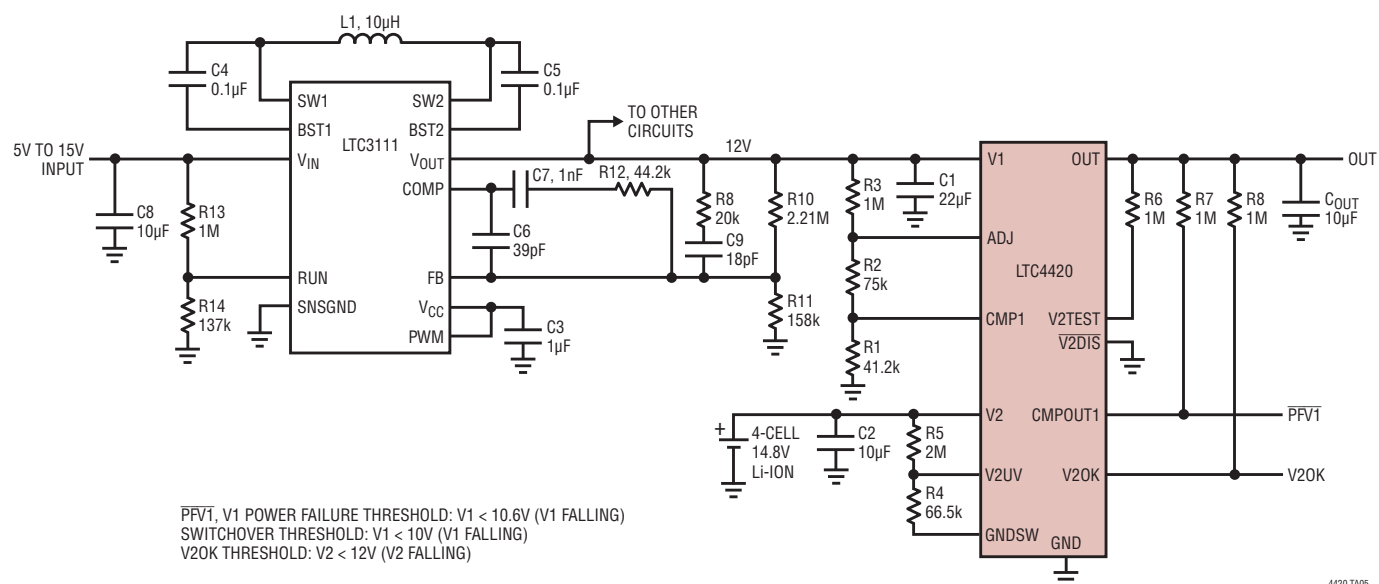 L1, 10µH
C4
0.1µF
C5
0.1µF
SW1
SW2
BST1
BST2
LTC3111
TO OTHER
CIRCUITS
5V TO 15V
INPUT
VIN
VOUT
12V
V1
OUT
OUT
COMP
C7, 1nF
R12, 44.2k
C8
10µF
R13
1M
C6
39pF
R8
20k
C9
18pF
R10
2.21M
R3
1M
C1
22µF
R6
1M
R7
1M
R8
1M
COUT
10µF
ADJ
LTC4420
RUN
FB
R2
75k
SNSGND
R14
137k
VCC
PWM
C3
1µF
R11
158k
CMP1
V2TEST
V2DIS
R1
41.2k
V2
CMPOUT1
PFV1
+
4-CELL
14.8V
Li-ION
C2
10µF
R5
2M
V2UV
V2OK
V2OK
R4
66.5k
GNDSW
GND
PFV1, V1 POWER FAILURE THRESHOLD: V1 < 10.6V (V1 FALLING)
SWITCHOVER THRESHOLD: V1 < 10V (V1 FALLING)
V2OK THRESHOLD: V2 < 12V (V2 FALLING)
4420 TA05